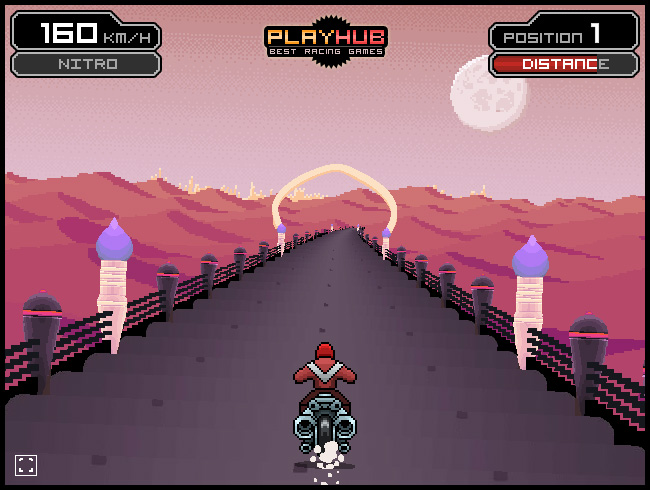 160 KM/H
NITRO
PLAYHUB
BEST RACING GAMES
POSITION 1
DISTANCE